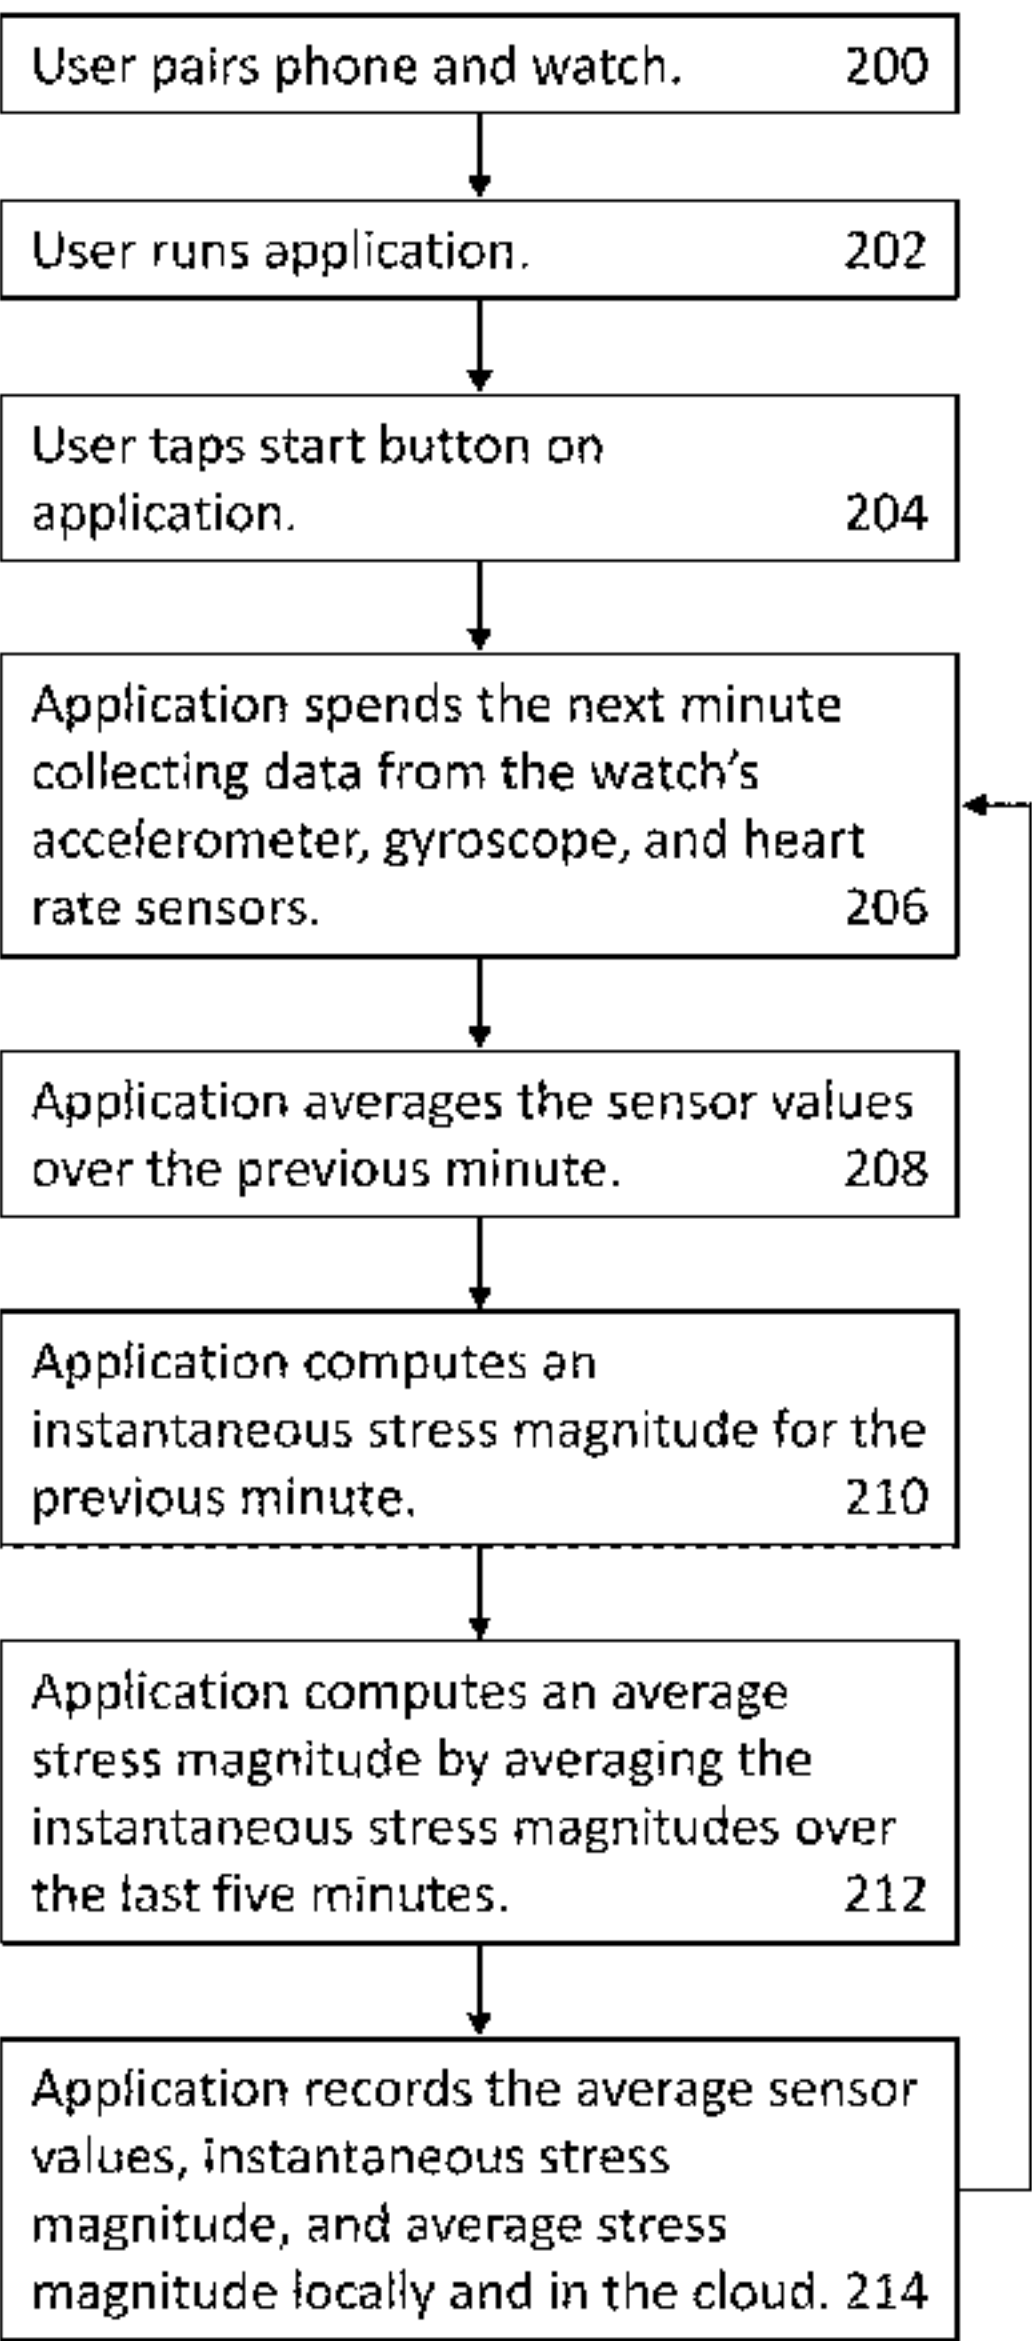 User pairs phone and watch. 200
User runs application. 202
User taps start button on
application. 204
Application spends the next minute
collecting data from the watch's
accelerometer, gyroscope, and heart
rate sensors. 206
Application averages the sensor values
over the previous minute. 208
Application computes an
instantaneous stress magnitude for the
previous minute. 210
Application computes an average
stress magnitude by averaging the
instantaneous stress magnitudes over
the last five minutes. 212
Application records the average sensor
values, instantaneous stress
magnitude, and average stress
magnitude locally and in the cloud. 214